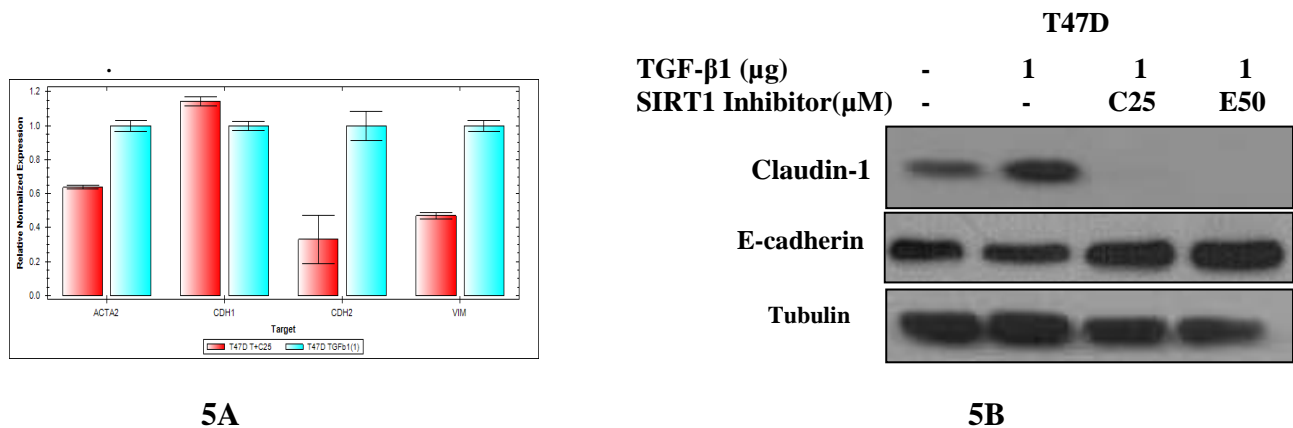 1.2
1.0
0.8
0.6
0.4
0.2
0.0
Relative Normalized Expression
ACTA2 CDH1 CDH2 VIM
Target
T47D T+C25 T47D TGFb1(1)
5A
T47D
TGF-β1 (µg) - 1 1 1
SIRT1 Inhibitor(µM) - - C25 E50
Claudin-1
E-cadherin
Tubulin
5B